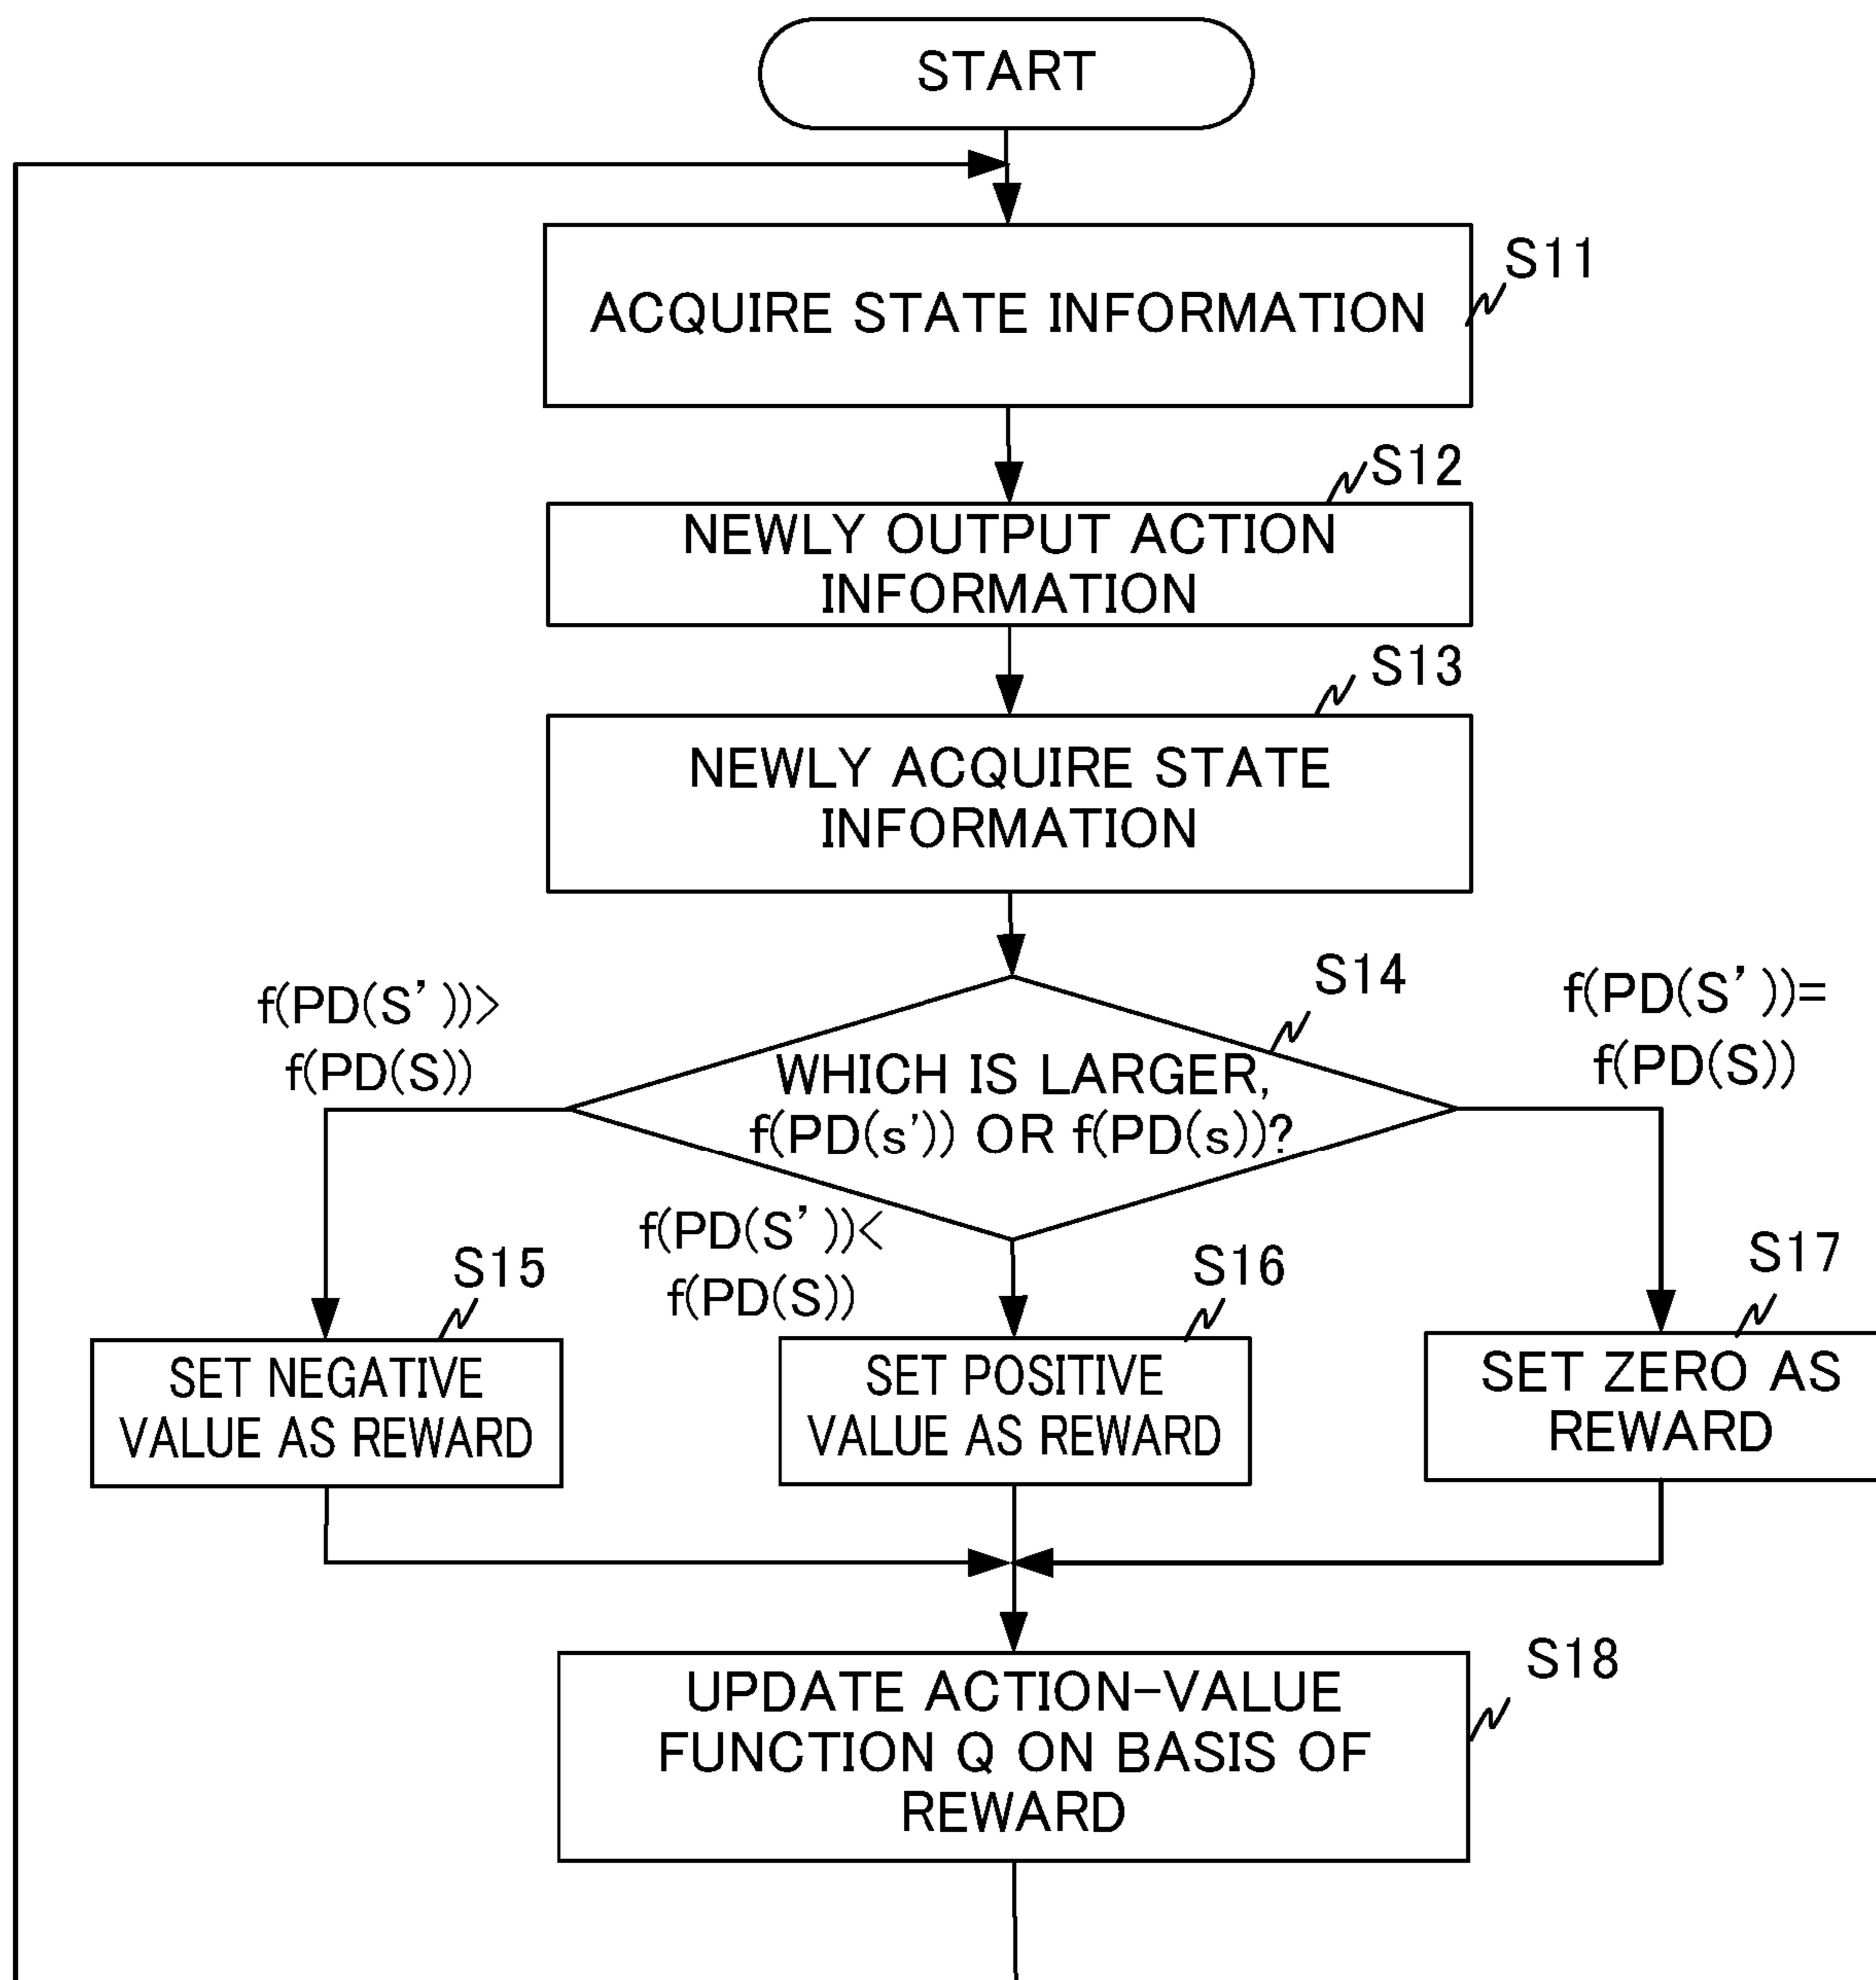 START
S11
ACQUIRE STATE INFORMATION
S12
NEWLY OUTPUT ACTION
INFORMATION
S13
NEWLY ACQUIRE STATE
INFORMATION
S14
f(PD(S'))>
f(PD(S))
WHICH IS LARGER,
f(PD(s')) OR f(PD(s))?
f(PD(S'))=
f(PD(S))
f(PD(S'))<
f(PD(S))
S15
SET NEGATIVE
VALUE AS REWARD
S16
SET POSITIVE
VALUE AS REWARD
S17
SET ZERO AS
REWARD
S18
UPDATE ACTION-VALUE
FUNCTION Q ON BASIS OF
REWARD